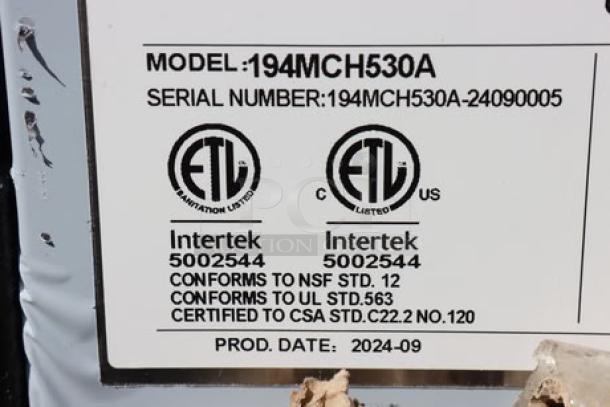 MODEL:194MCH530A
SERIAL NUMBER:194MCH530A-24090005
ETL ETL
SANITATION LISTED
C LISTED US
Intertek Intertek
5002544 5002544
CONFORMS TO NSF STD. 12
CONFORMS TO UL STD.563
CERTIFIED TO CSA STD.C22.2 NO.120
PROD. DATE: 2024-09